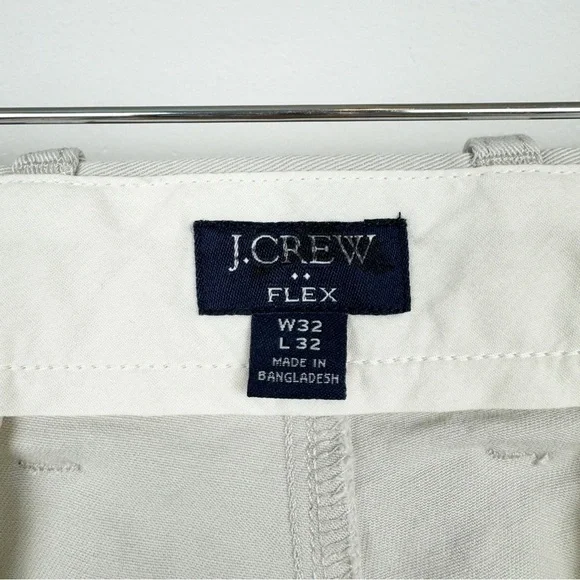 J.CREW
FLEX
W32
L 32
MADE IN
BANGLADESH